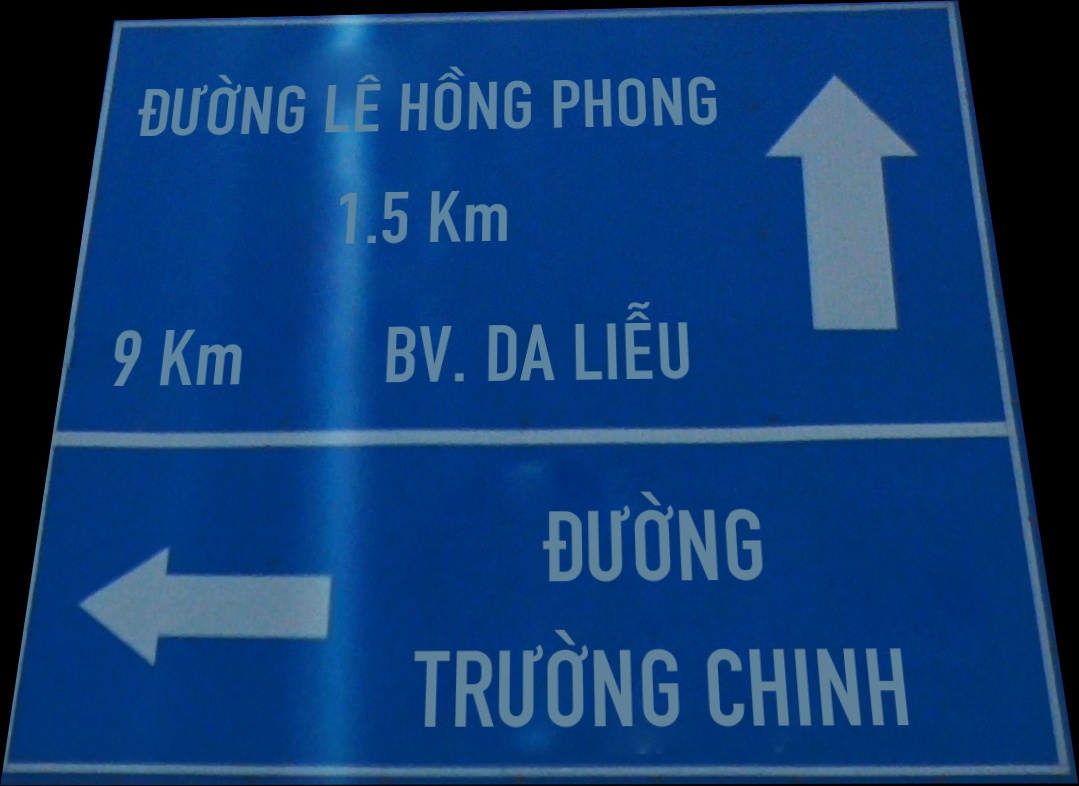 ĐƯỜNG LÊ HỒNG PHONG
1.5 Km
9 Km BV. DA LIỄU
ĐƯỜNG
TRƯỜNG CHINH